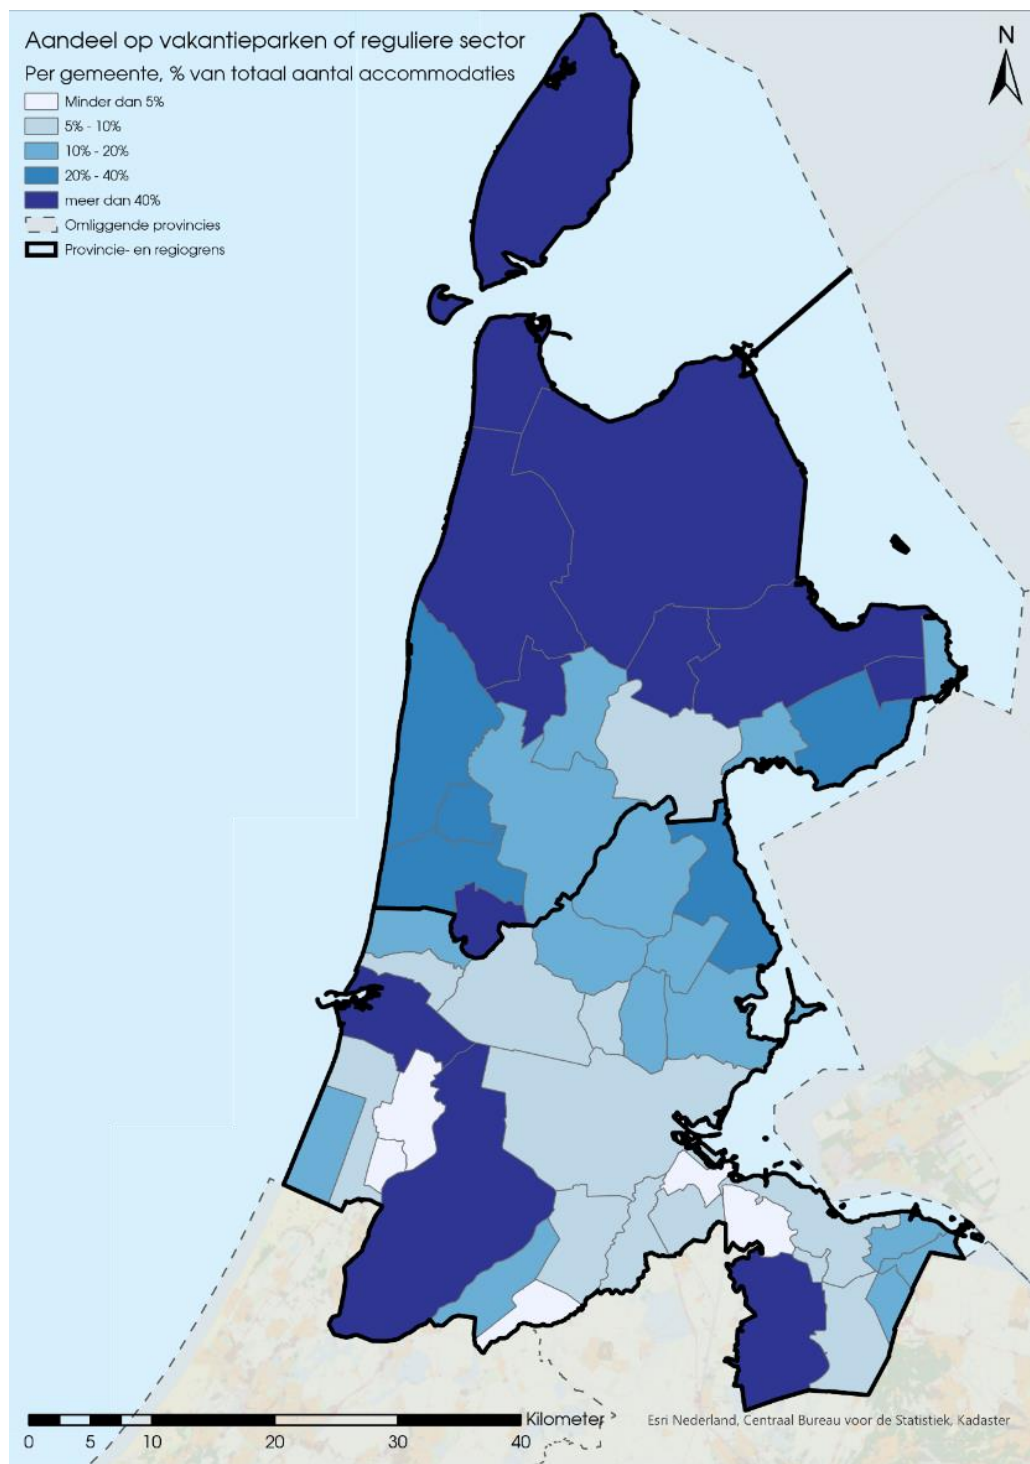 Aandeel op vakantieparken of reguliere sector
Per gemeente, % van totaal aantal accommodaties
Minder dan 5%
5% - 10%
10% - 20%
20% - 40%
meer dan 40%
Omliggende provincies
Provincie- en regiogrens
N
Kilometer
Esri Nederland, Centraal Bureau voor de Statistiek, Kadaster
0 5 10 20 30 40